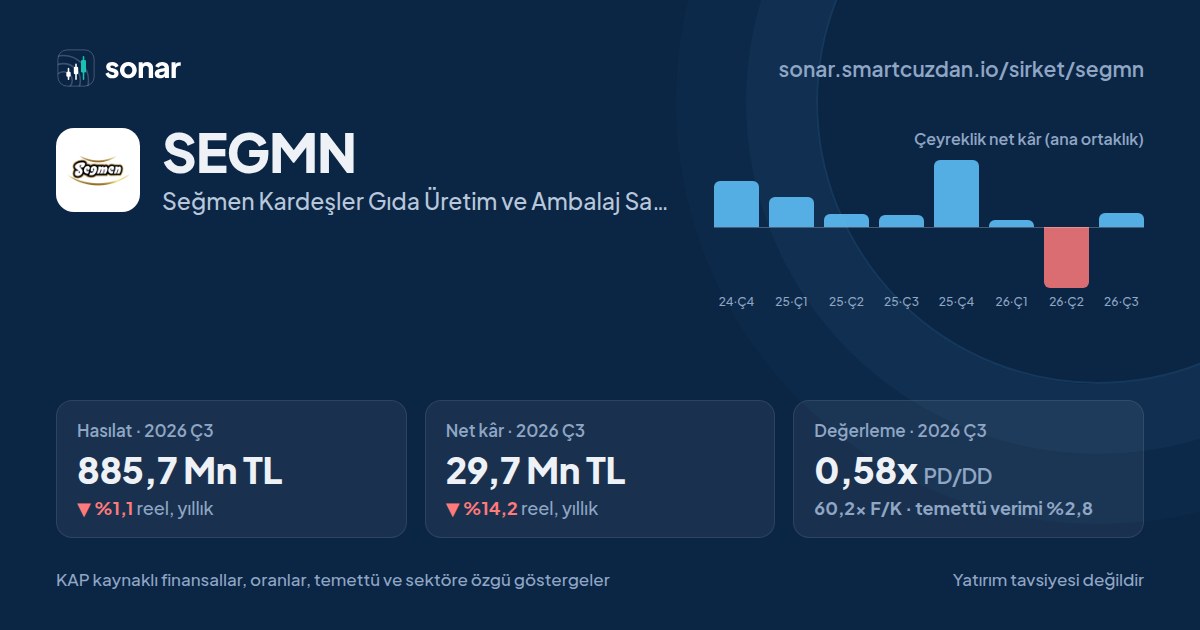 sonar
sonar.smartcuzdan.io/sirket/segmn
Segmen
SEGMN
Seğmen Kardeşler Gıda Üretim ve Ambalaj Sa...
Çeyreklik net kâr (ana ortaklık)
24·Ç4 25·Ç1 25·Ç2 25·Ç3 25·Ç4 26·Ç1 26·Ç2 26·Ç3
Hasılat · 2026 Ç3
885,7 Mn TL
▼ %1,1 reel, yıllık
Net kâr · 2026 Ç3
29,7 Mn TL
▼ %14,2 reel, yıllık
Değerleme · 2026 Ç3
0,58x PD/DD
60,2× F/K · temettü verimi %2,8
KAP kaynaklı finansallar, oranlar, temettü ve sektöre özgü göstergeler
Yatırım tavsiyesi değildir